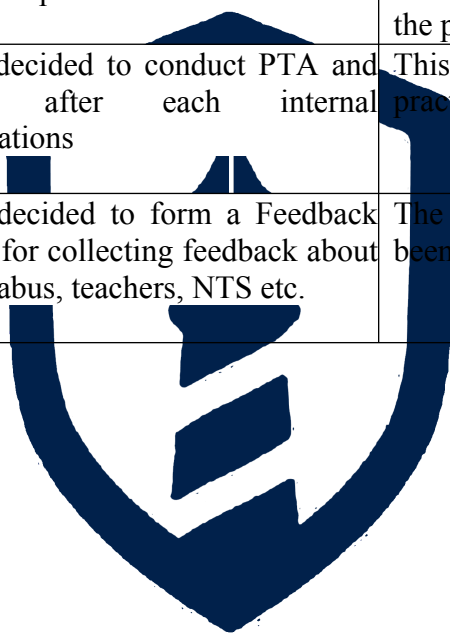 the p
decided to conduct PTA and
after each internal
ations
This
prac
decided to form a Feedback
for collecting feedback about
abus, teachers, NTS etc.
The
been